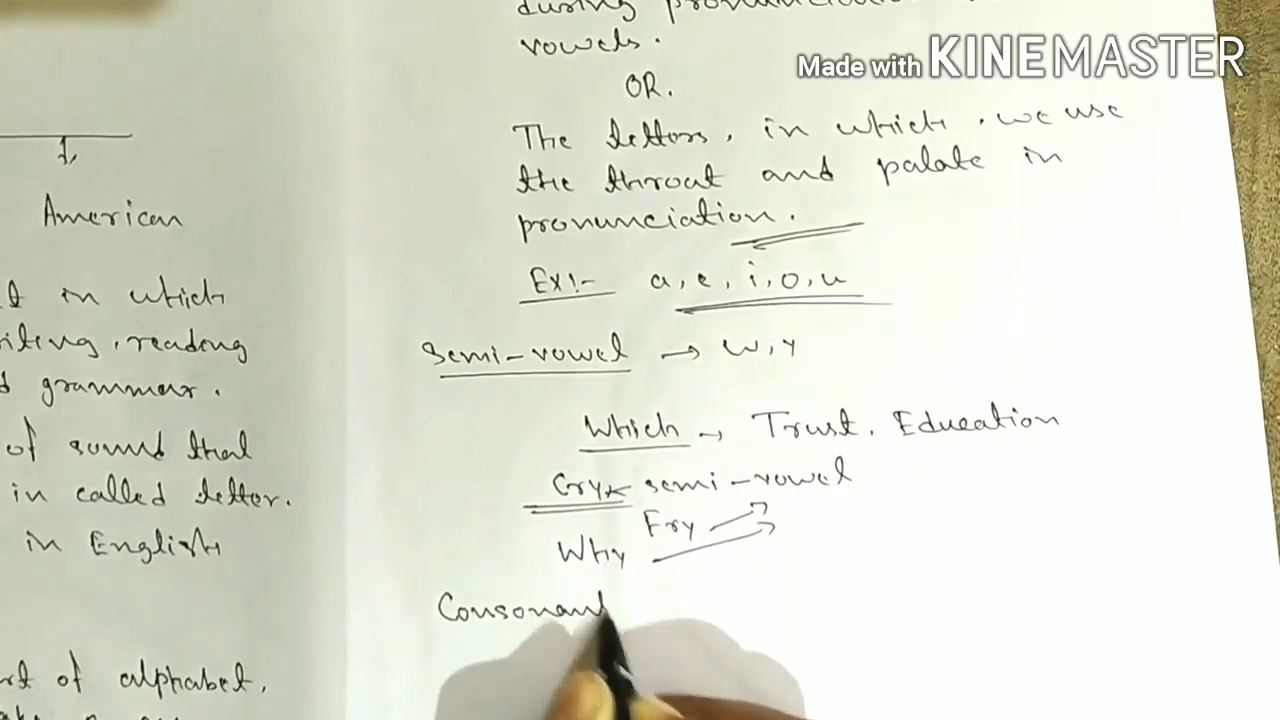 Made with KINEMASTER
American
in which
reading
grammar.
of sound that
in called letter.
in English
of alphabet,
during
vowels.
OR.
The letters, in which, we use
the throat and palate in
pronunciation.
Ex:- a, e, i, o, u
Semi-vowel → w, y
Which → Trust. Education
Cry← semi-vowel
Fry
Why
Consonant